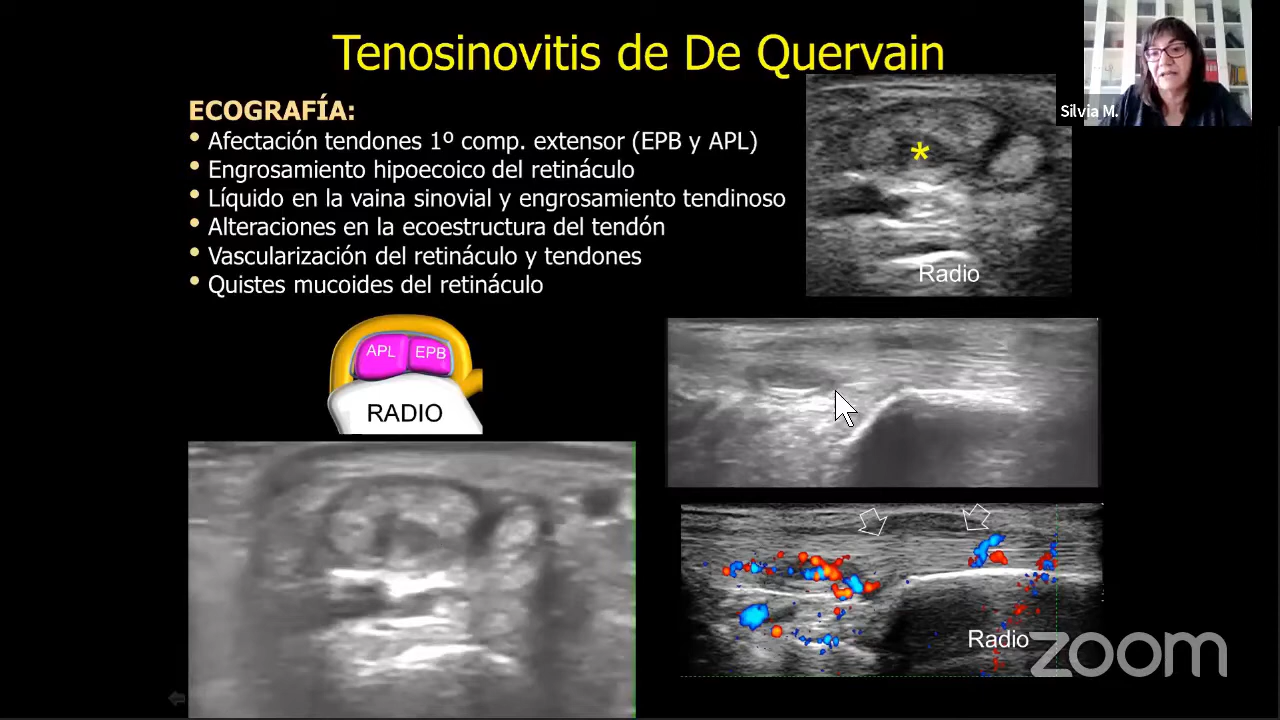 Tenosinovitis de De Quervain
ECOGRAFÍA:
• Afectación tendones 1º comp. extensor (EPB y APL)
• Engrosamiento hipoecoico del retináculo
• Líquido en la vaina sinovial y engrosamiento tendinoso
• Alteraciones en la ecoestructura del tendón
• Vascularización del retináculo y tendones
• Quistes mucoides del retináculo
Silvia M.
*
Radio
APL EPB
RADIO
Radio
zoom